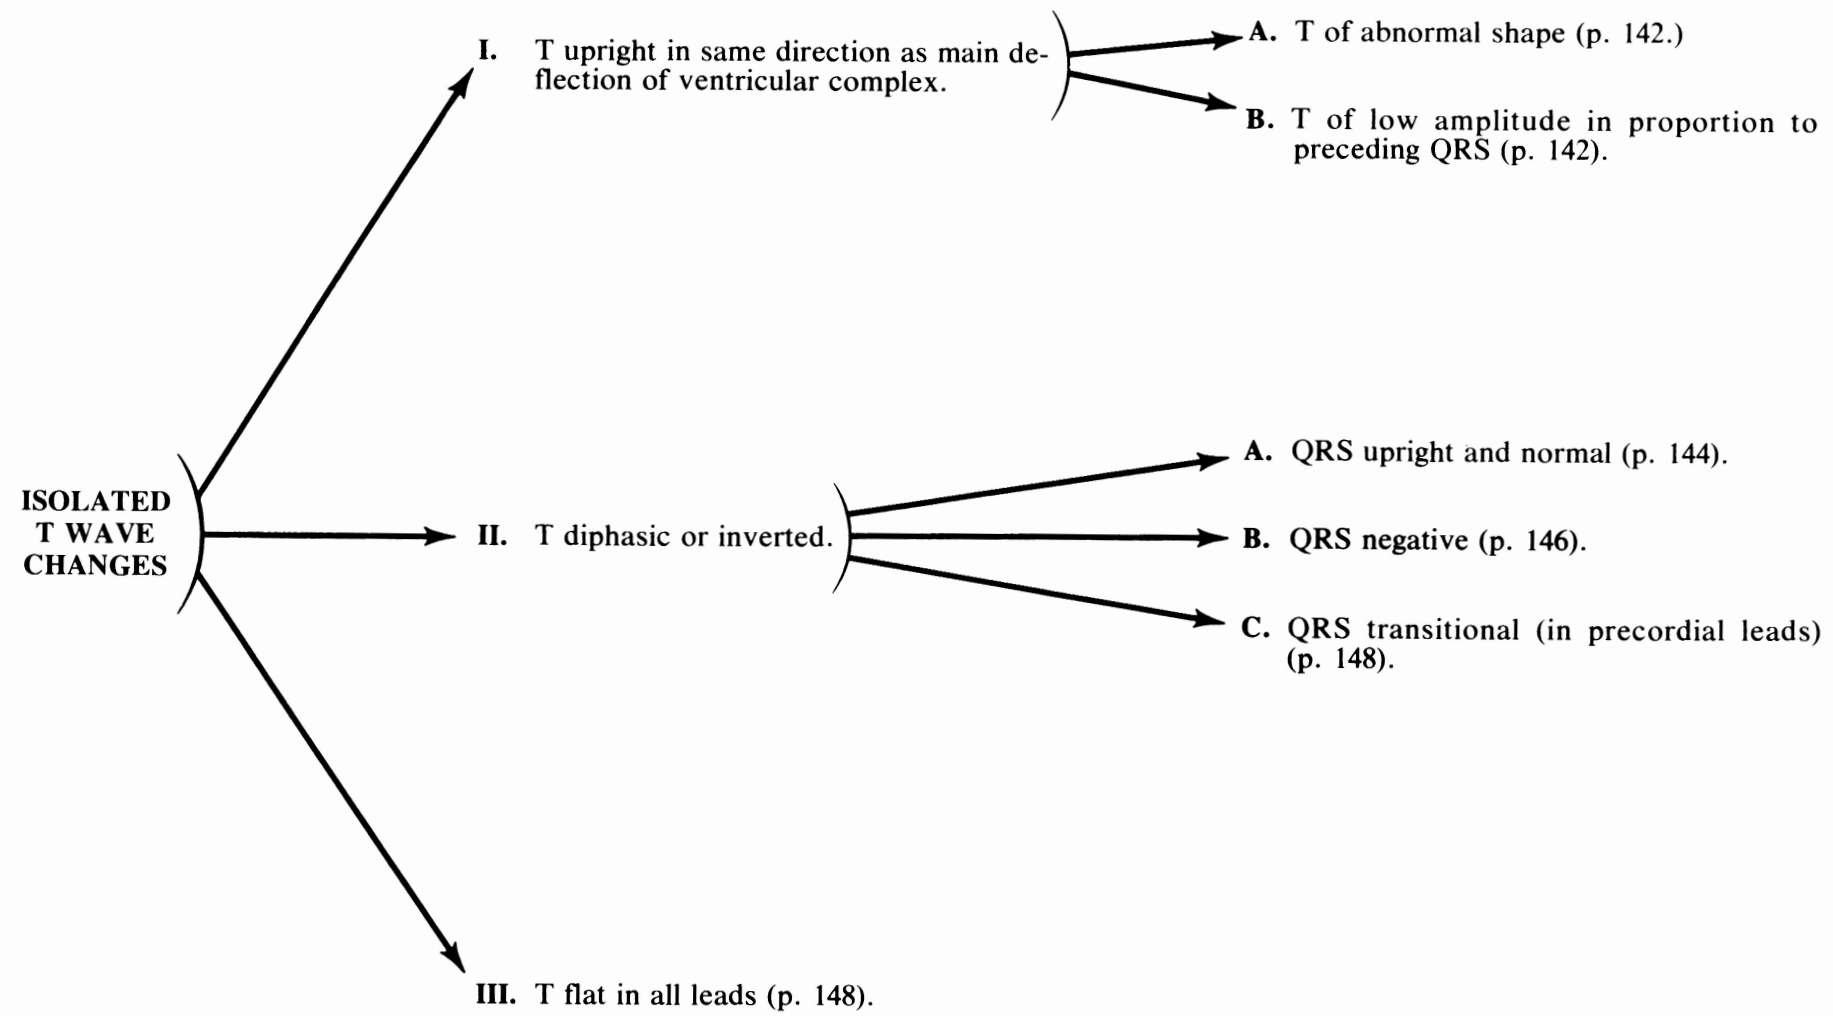 ISOLATED
T WAVE
CHANGES
I. T upright in same direction as main de-
flection of ventricular complex.
A. T of abnormal shape (p. 142.)
B. T of low amplitude in proportion to
preceding QRS (p. 142).
II. T diphasic or inverted.
A. QRS upright and normal (p. 144).
B. QRS negative (p. 146).
C. QRS transitional (in precordial leads)
(p. 148).
III. T flat in all leads (p. 148).